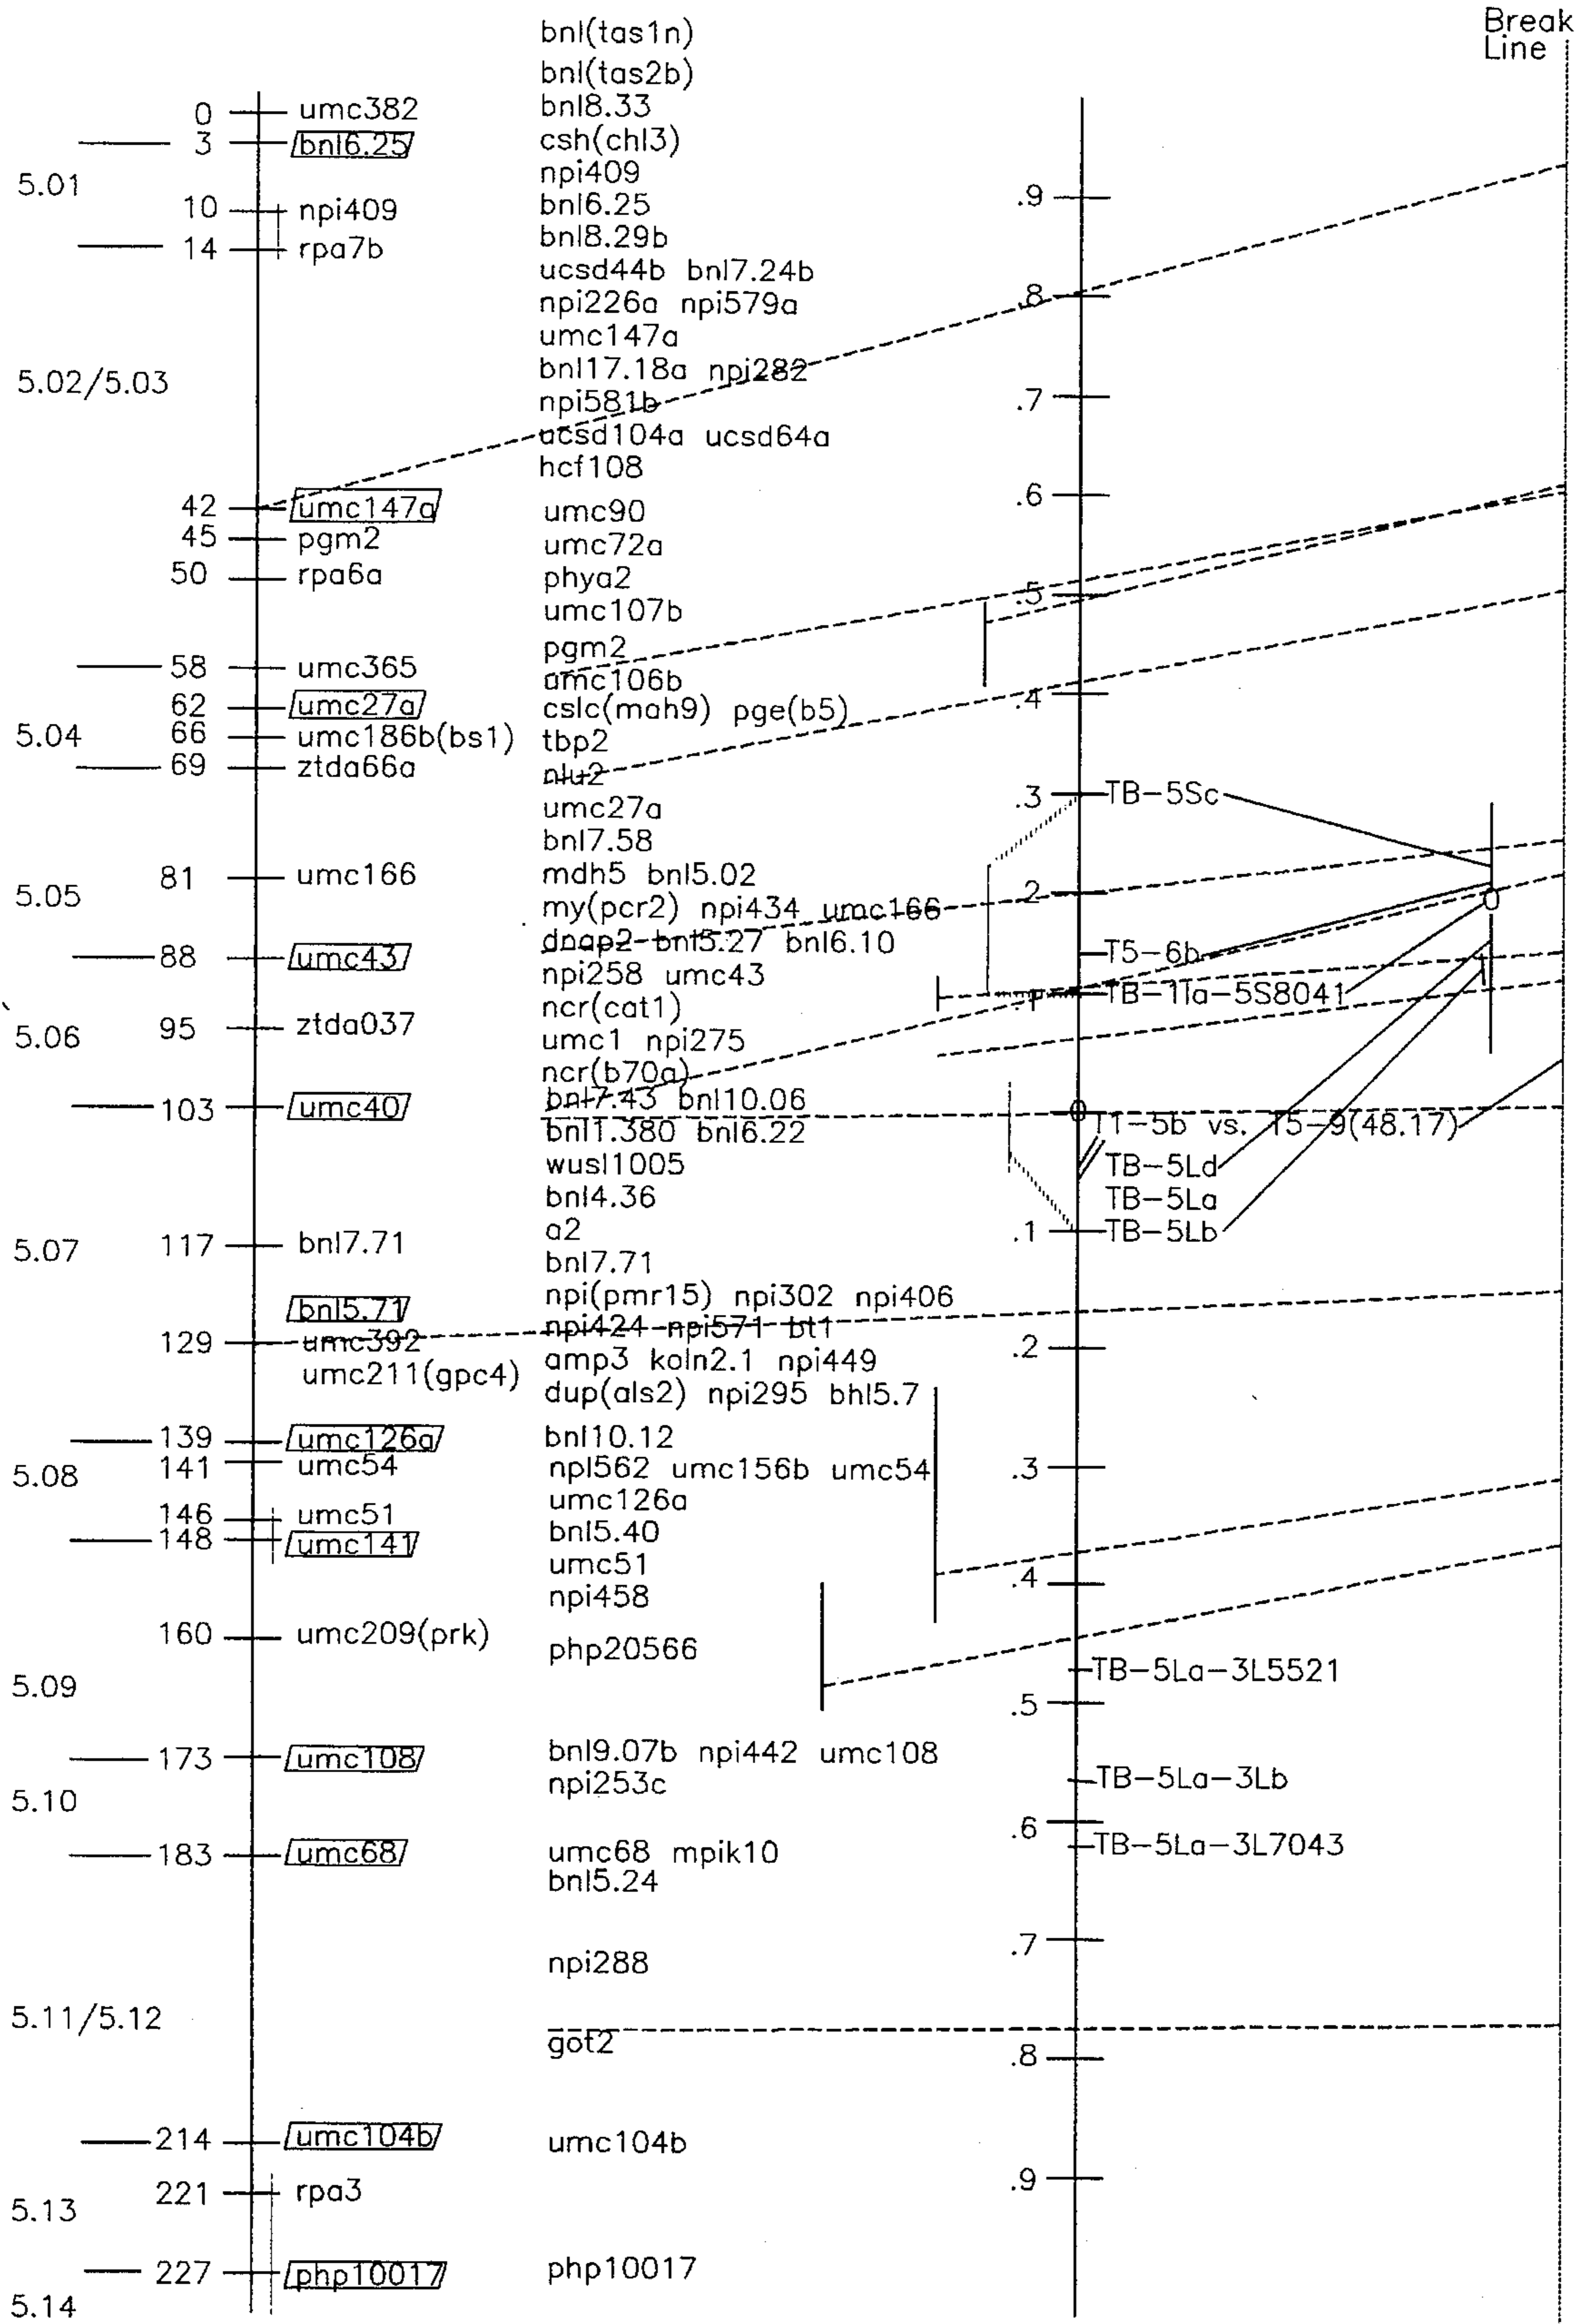 Break
Line
bnl(tas1n)
bnl(tas2b)
0 umc382 bnl8.33
3 bnl6.25 csh(chl3)
5.01 npi409
10 npi409 bnl6.25 .9
14 rpa7b bnl8.29b
ucsd44b bnl7.24b
npi226a npi579a .8
umc147a
5.02/5.03 bnl17.18a npi282
npi581b .7
ucsd104a ucsd64a
hcf108
42 umc147a umc90 .6
45 pgm2 umc72a
50 rpa6a phya2 .5
umc107b
58 umc365 pgm2
umc106b
62 umc27a cslc(mah9) pge(b5) .4
5.04 66 umc186b(bs1) tbp2
69 ztda66a nlu2
umc27a .3 TB-5Sc
bnl7.58
81 umc166 mdh5 bnl5.02
5.05 my(pcr2) npi434 umc166 .2 0
88 umc43 dnap2 bnl5.27 bnl6.10 T5-6b
npi258 umc43
ncr(cat1) .1 TB-1La-5S8041
5.06 95 ztda037 umc1 npi275
ncr(b70a)
103 umc40 bnl7.43 bnl10.06 0
bnl1.380 bnl6.22 T1-5b vs. T5-9(48.17)
wusl1005 TB-5Ld
bnl4.36 TB-5La
a2 .1 TB-5Lb
5.07 117 bnl7.71 bnl7.71
bnl5.71 npi(pmr15) npi302 npi406
129 umc392 npi424 npi571 bt1 .2
umc211(gpc4) amp3 koln2.1 npi449
dup(als2) npi295 bhl5.7
139 umc126a bnl10.12
5.08 141 umc54 npl562 umc156b umc54 .3
umc126a
146 umc51 bnl5.40
148 umc141 umc51
npi458 .4
160 umc209(prk) php20566
5.09 TB-5La-3L5521
.5
173 umc108 bnl9.07b npi442 umc108
5.10 npi253c TB-5La-3Lb
.6
183 umc68 umc68 mpik10 TB-5La-3L7043
bnl5.24
npi288 .7
5.11/5.12
got2 .8
214 umc104b umc104b
221 rpa3 .9
5.13
227 php10017 php10017
5.14